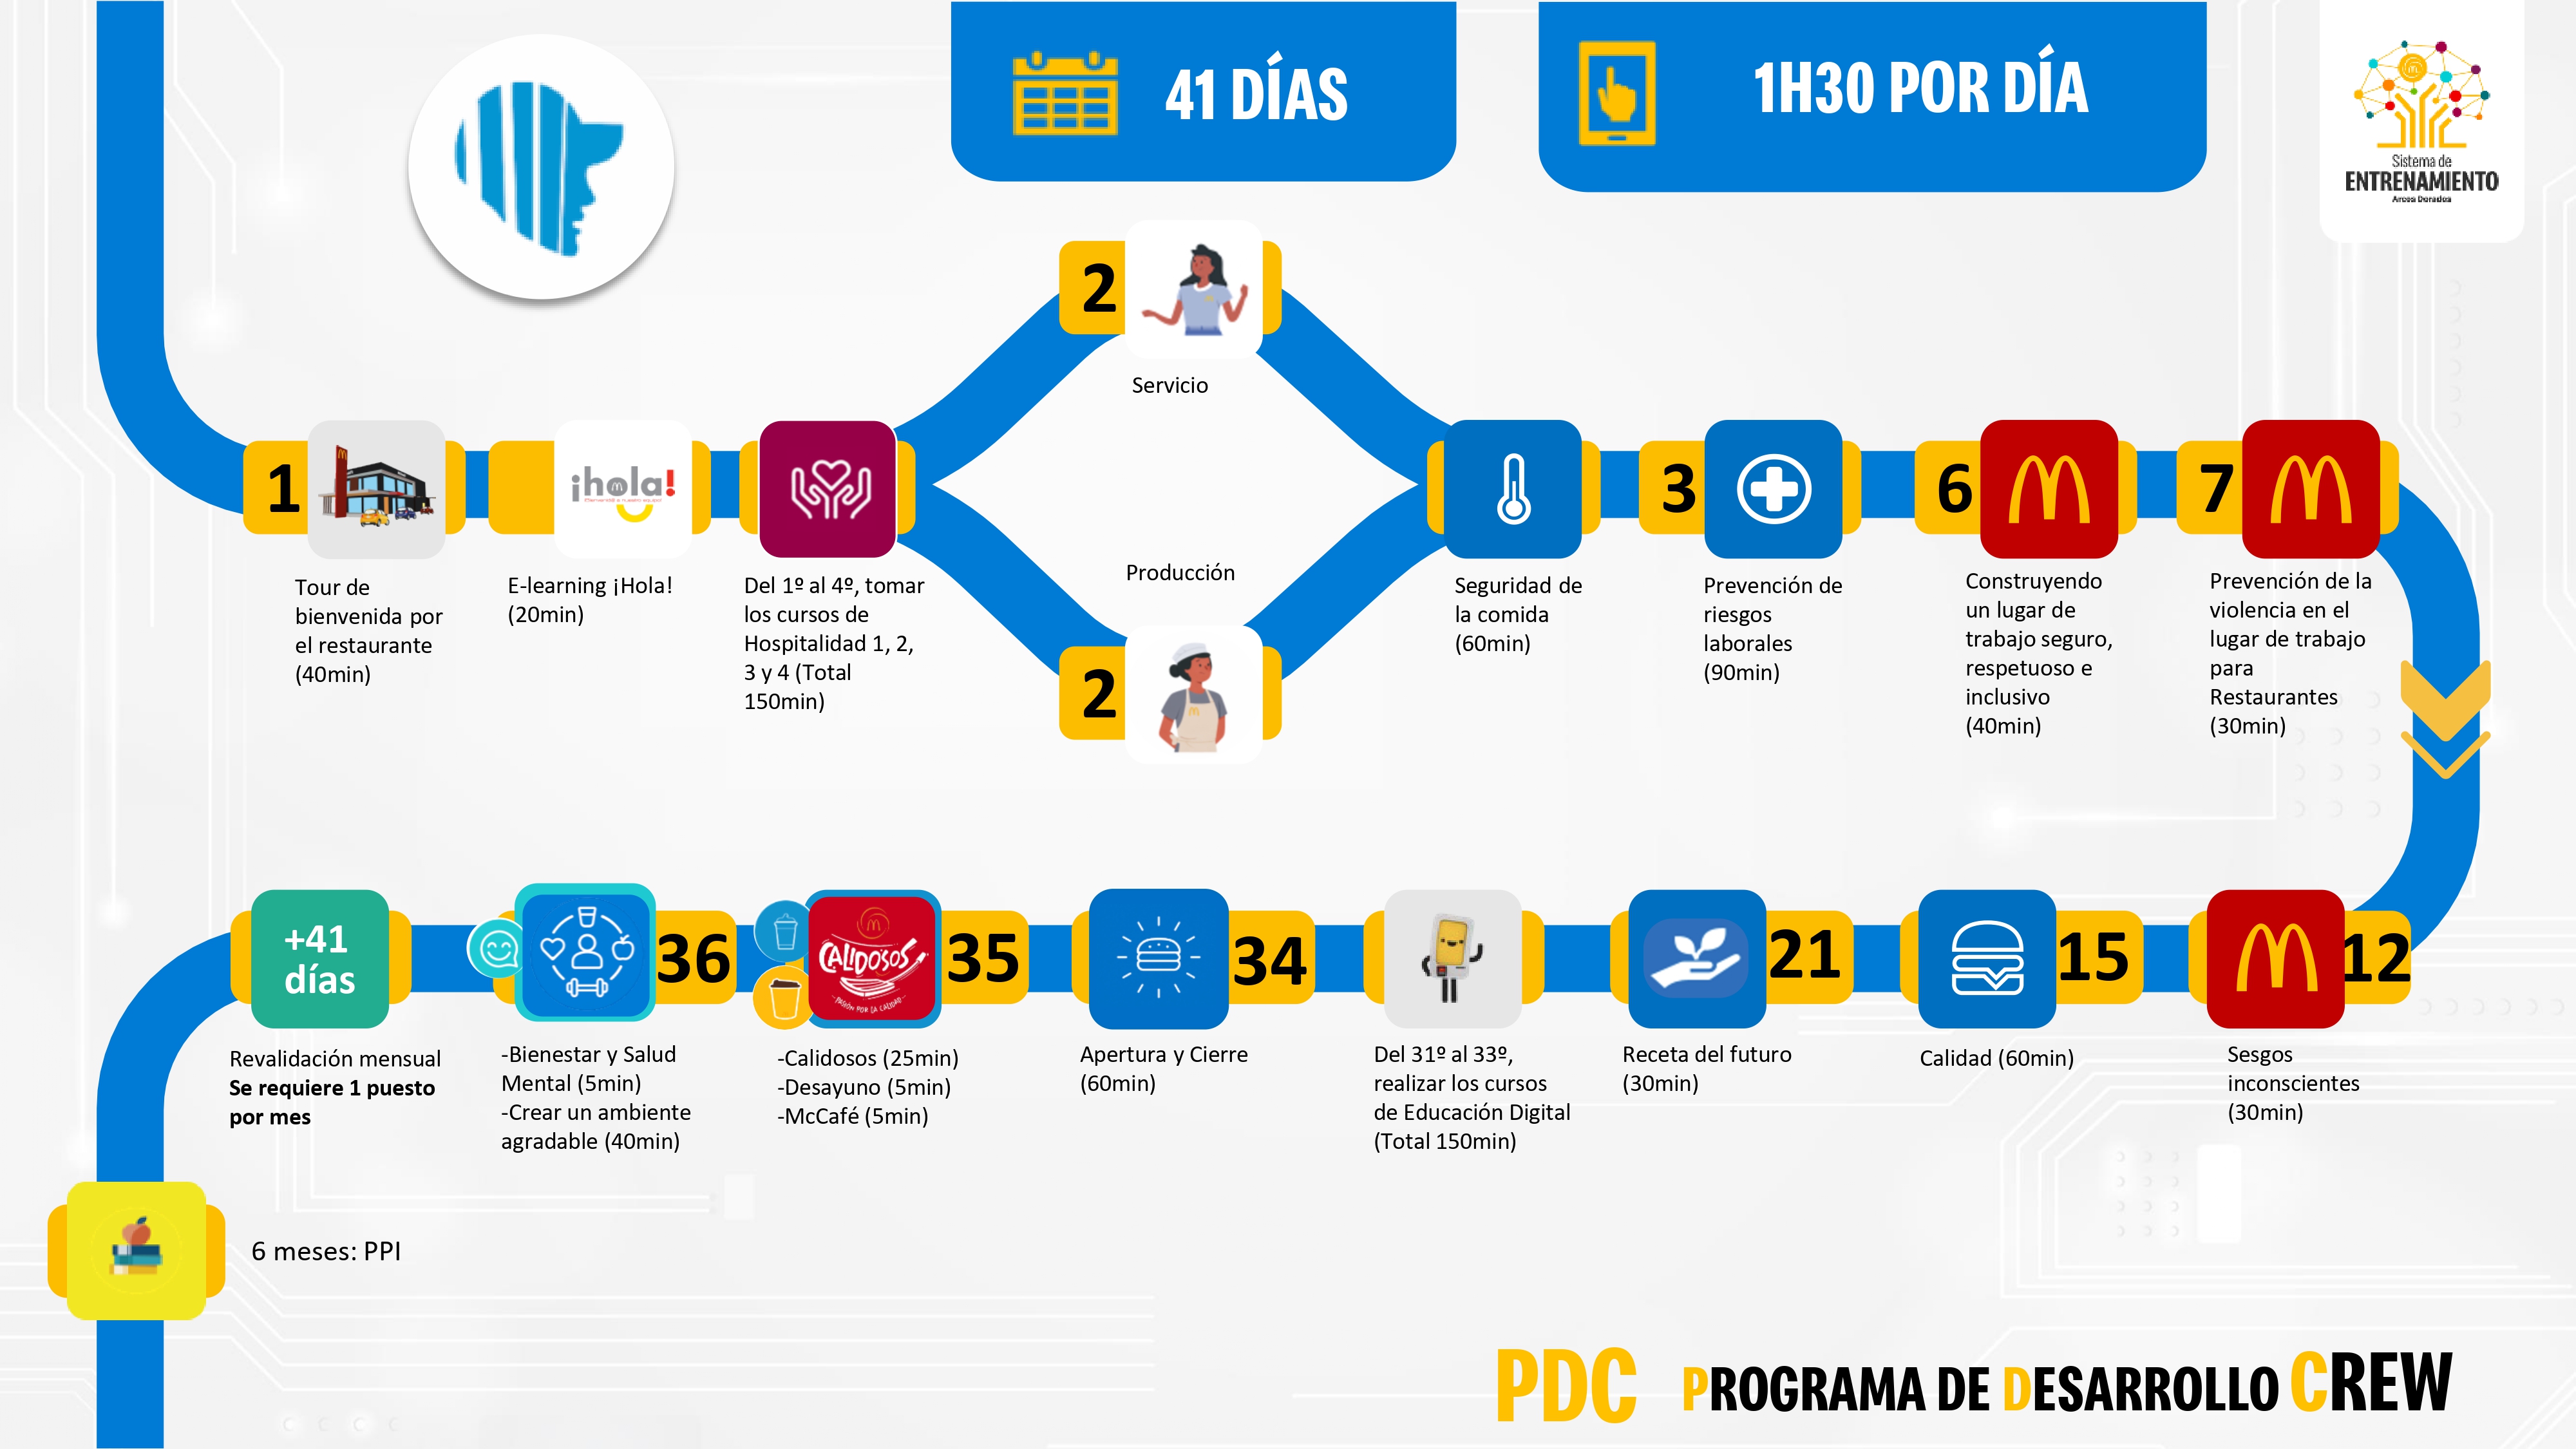 41 DÍAS
1H30 POR DÍA
Sistema de
ENTRENAMIENTO
Arcos Dorados
2
Servicio
1
Tour de
bienvenida por
el restaurante
(40min)
¡hola!
E-learning ¡Hola!
(20min)
Del 1º al 4º, tomar
los cursos de
Hospitalidad 1, 2,
3 y 4 (Total
150min)
Producción
2
Seguridad de
la comida
(60min)
3
Prevención de
riesgos
laborales
(90min)
6
Construyendo
un lugar de
trabajo seguro,
respetuoso e
inclusivo
(40min)
7
Prevención de la
violencia en el
lugar de trabajo
para
Restaurantes
(30min)
12
Sesgos
inconscientes
(30min)
15
Calidad (60min)
21
Receta del futuro
(30min)
Del 31º al 33º,
realizar los cursos
de Educación Digital
(Total 150min)
34
Apertura y Cierre
(60min)
35
CALIDOSOS
-PASIÓN POR LA CALIDAD-
-Calidosos (25min)
-Desayuno (5min)
-McCafé (5min)
36
-Bienestar y Salud
Mental (5min)
-Crear un ambiente
agradable (40min)
+41
días
Revalidación mensual
Se requiere 1 puesto
por mes
6 meses: PPI
PDC PROGRAMA DE DESARROLLO CREW